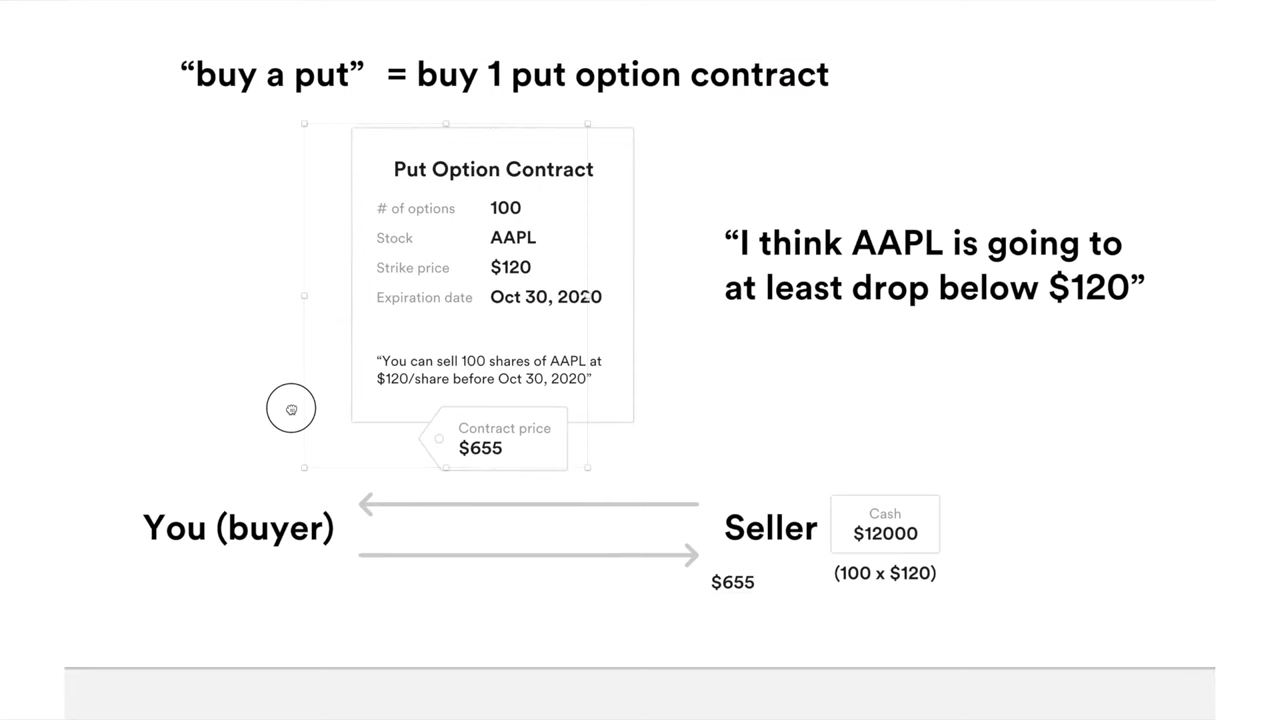 “buy a put” = buy 1 put option contract
Put Option Contract
# of options 100
Stock AAPL
Strike price $120
Expiration date Oct 30, 2020
“You can sell 100 shares of AAPL at
$120/share before Oct 30, 2020”
Contract price
$655
“I think AAPL is going to
at least drop below $120”
You (buyer)
Seller
$655
Cash
$12000
(100 x $120)